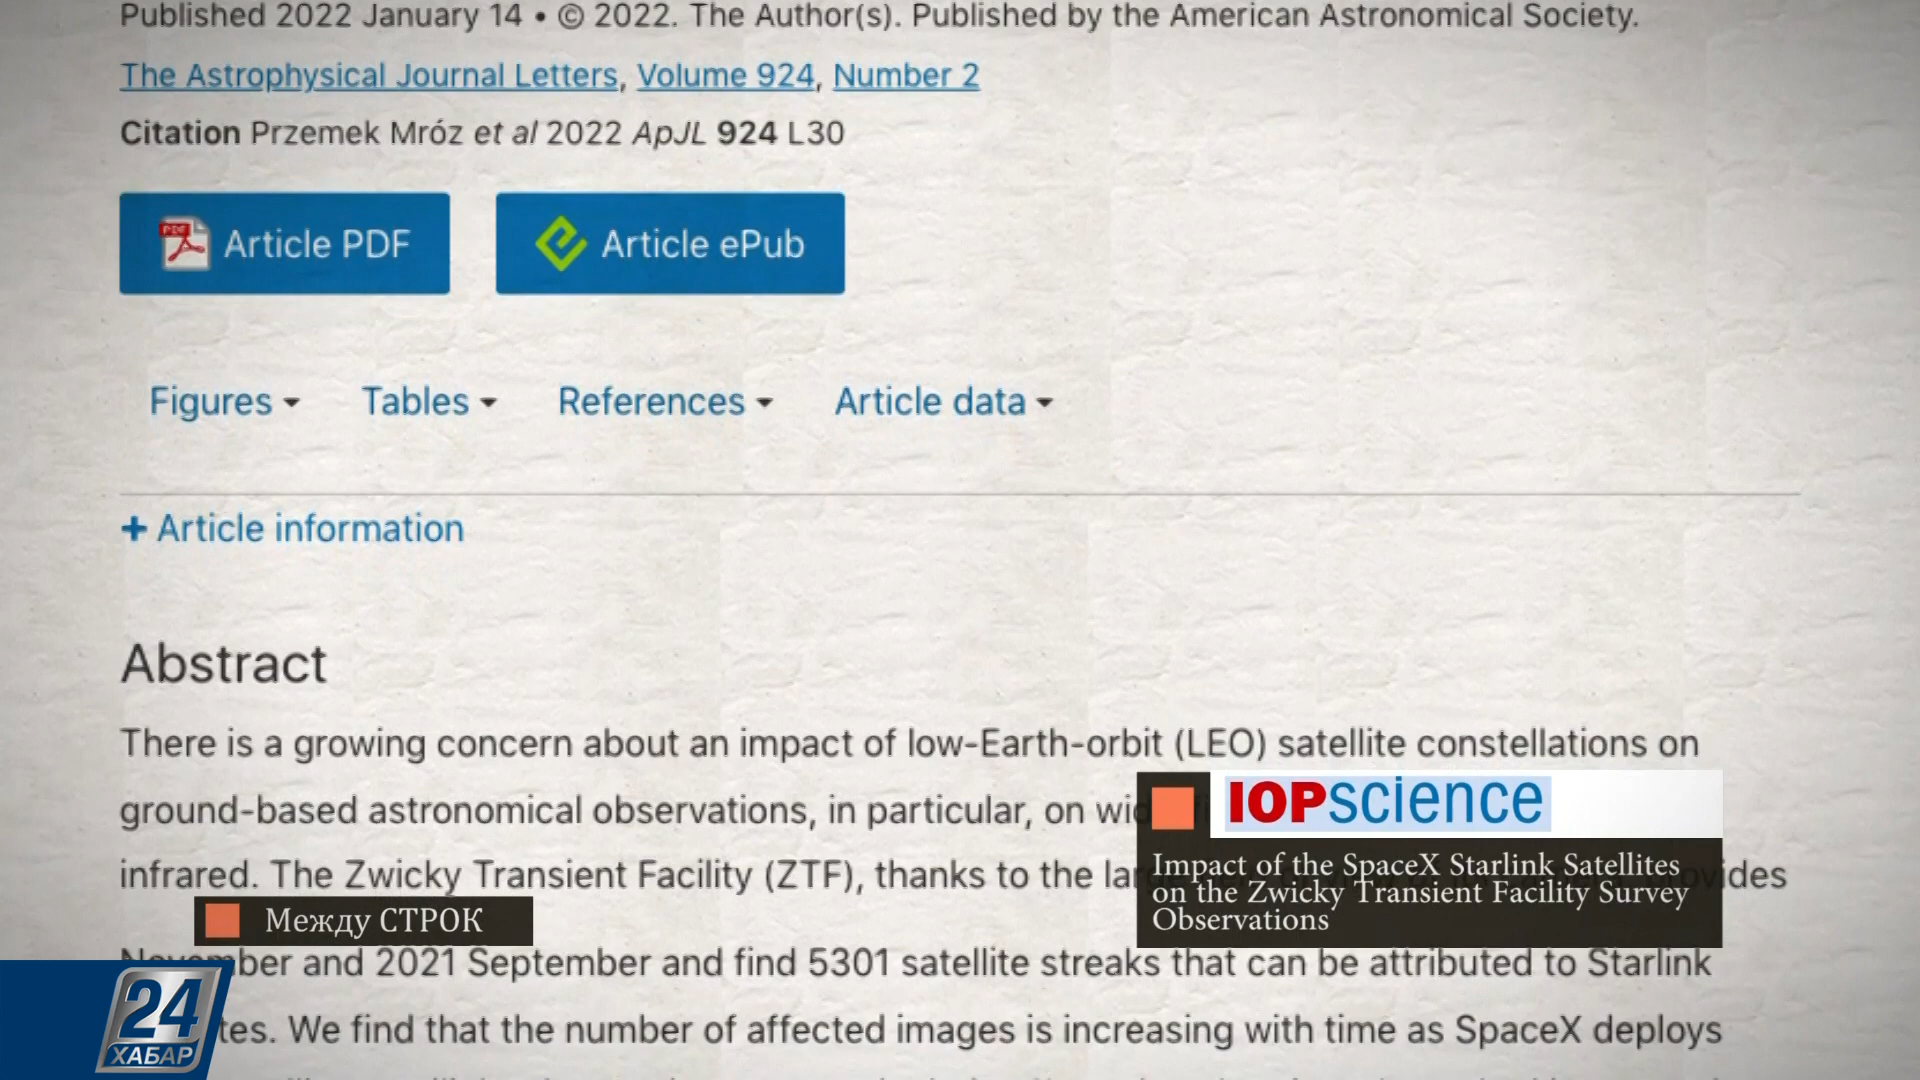 Published 2022 January 14 • © 2022. The Author(s). Published by the American Astronomical Society.
The Astrophysical Journal Letters, Volume 924, Number 2
Citation Przemek Mróz et al 2022 ApJL 924 L30
Article PDF
Article ePub
Figures Tables References Article data
+ Article information
Abstract
There is a growing concern about an impact of low-Earth-orbit (LEO) satellite constellations on
ground-based astronomical observations, in particular, on
infrared. The Zwicky Transient Facility (ZTF), thanks to the
IOPscience
Impact of the SpaceX Starlink Satellites
on the Zwicky Transient Facility Survey
Observations
Между СТРОК
November and 2021 September and find 5301 satellite streaks that can be attributed to Starlink
We find that the number of affected images is increasing with time as SpaceX deploys
24
ХАБАР